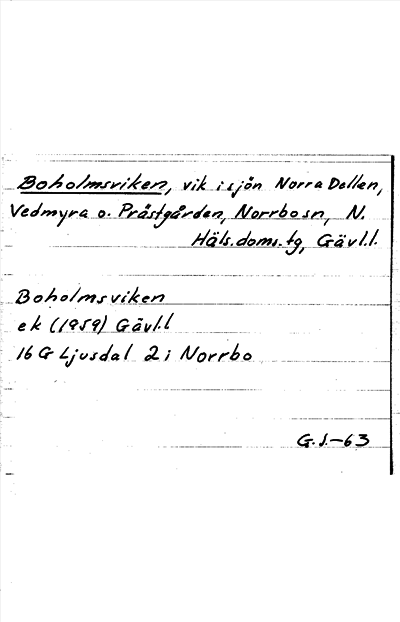 Boholmsviken, vik i sjön Norra Dellen,
Vedmyra o. Prästgården, Norrbo sn, N.
Häls. doms. tg, Gävl.l.
Boholmsviken
ek (1959) Gävl.l
16 G Ljusdal 2 i Norrbo
G.S.-63